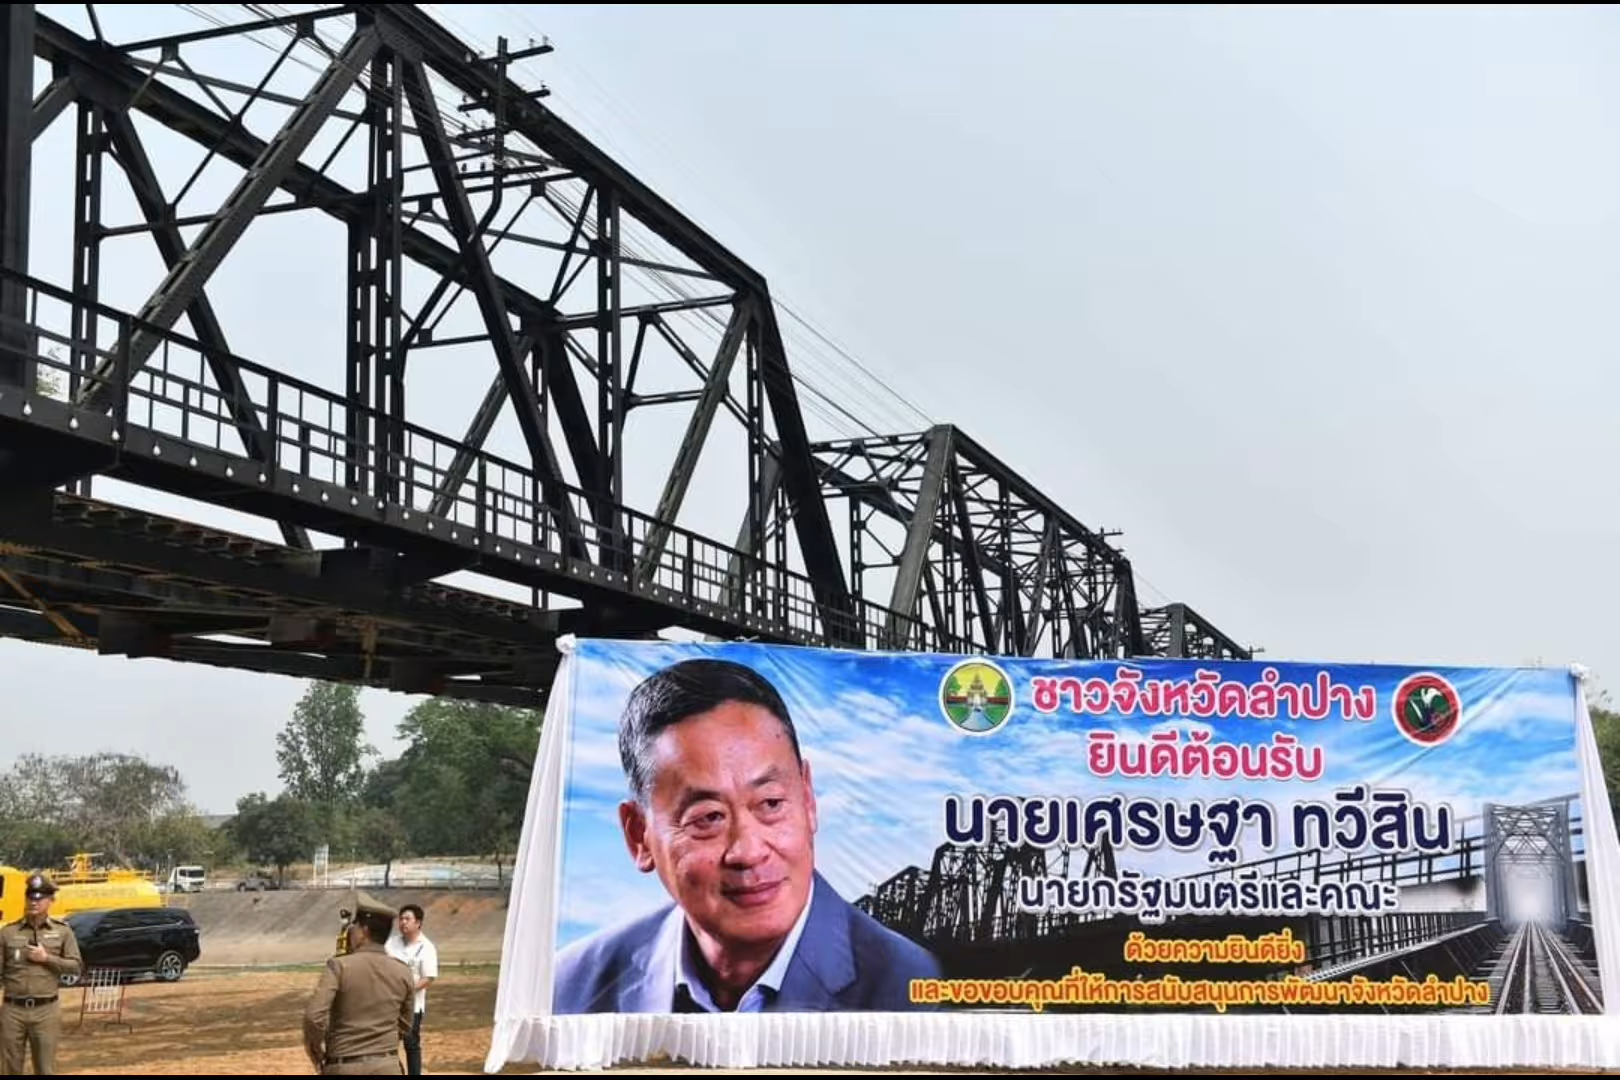 ชาวจังหวัดลำปาง
ยินดีต้อนรับ
นายเศรษฐา ทวีสิน
นายกรัฐมนตรีและคณะ
ด้วยความยินดียิ่ง
และขอขอบคุณที่ให้การสนับสนุนการพัฒนาจังหวัดลำปาง